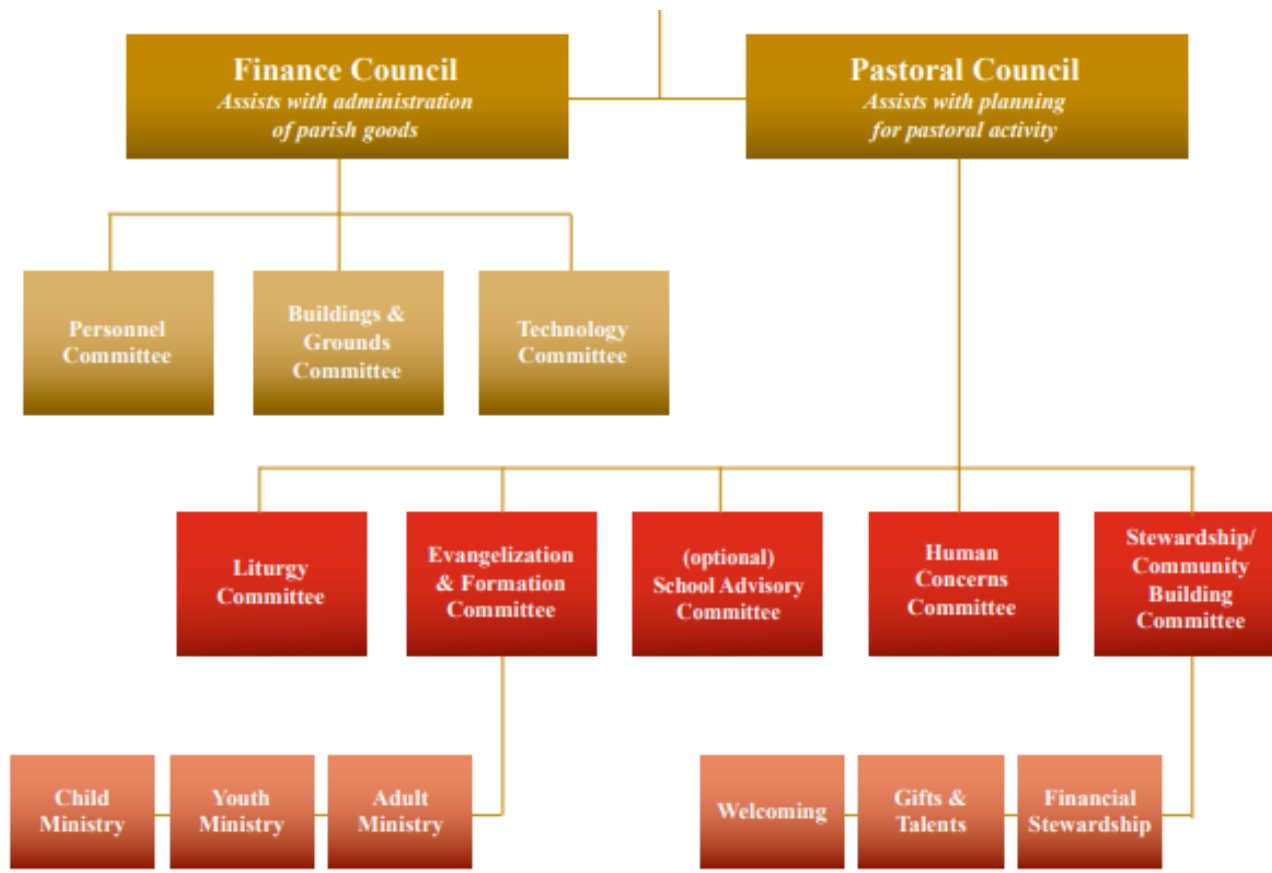 Finance Council
Assists with administration
of parish goods
Pastoral Council
Assists with planning
for pastoral activity
Personnel
Committee
Buildings &
Grounds
Committee
Technology
Committee
Liturgy
Committee
Evangelization
& Formation
Committee
(optional)
School Advisory
Committee
Human
Concerns
Committee
Stewardship/
Community
Building
Committee
Child
Ministry
Youth
Ministry
Adult
Ministry
Welcoming
Gifts &
Talents
Financial
Stewardship